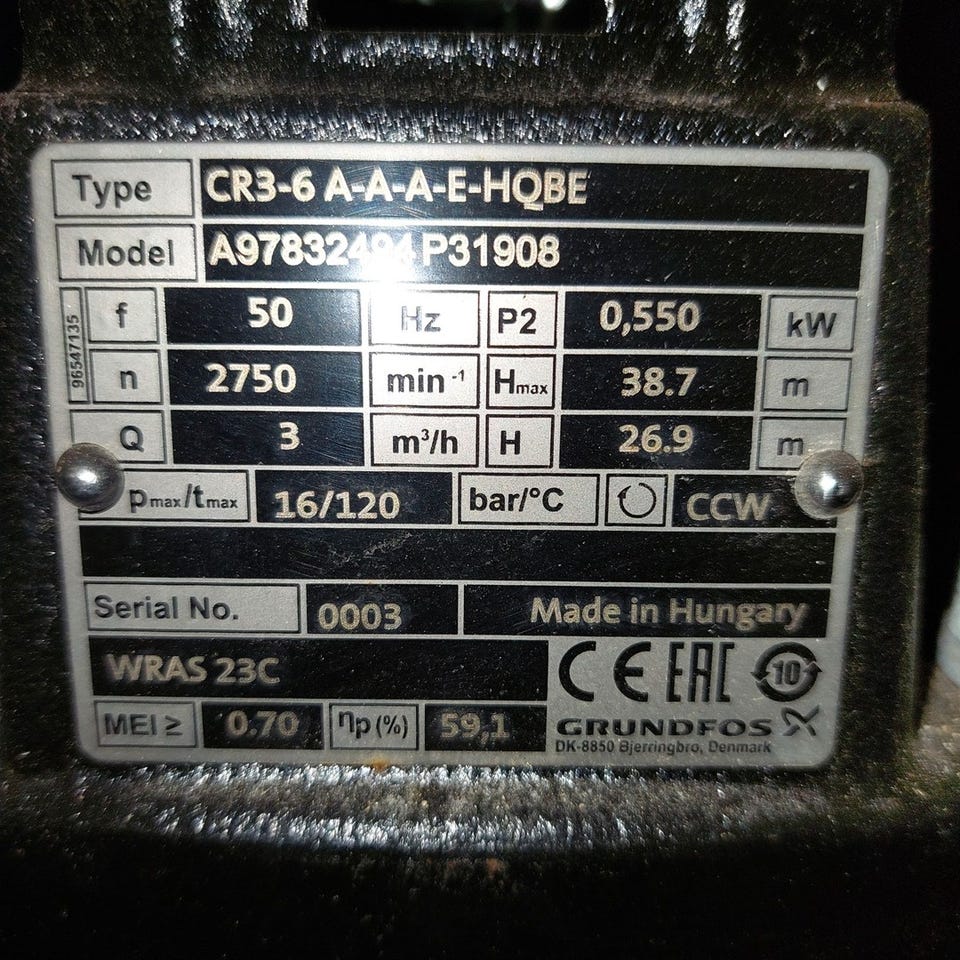 Type CR3-6 A-A-A-E-HQBE
Model A97832494 P31908
96547135
f 50 Hz P2 0,550 kW
n 2750 min⁻¹ Hmax 38.7 m
Q 3 m³/h H 26.9 m
pmax/tmax 16/120 bar/°C CCW
Serial No. 0003 Made in Hungary
WRAS 23C CE EAC 10
MEI ≥ 0.70 ηp(%) 59,1 GRUNDFOS
DK-8850 Bjerringbro, Denmark